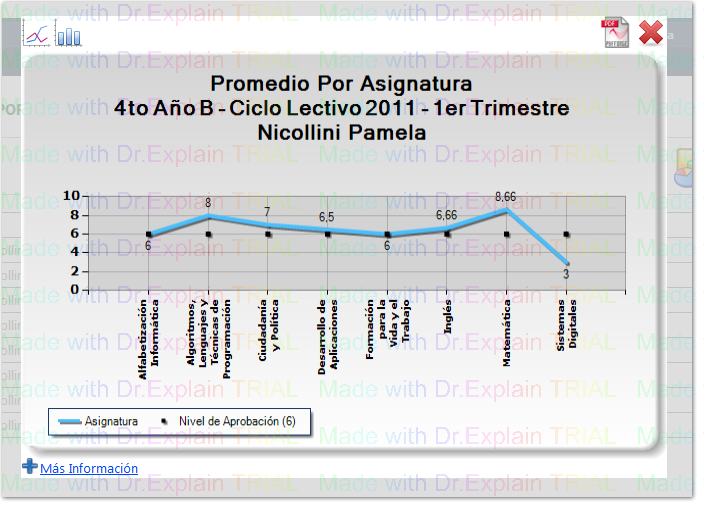 Promedio Por Asignatura
4to Año B - Ciclo Lectivo 2011 - 1er Trimestre
Nicollini Pamela
10
8
6
4
2
0
6
8
7
6,5
6
6,66
8,66
3
Alfabetización
Informática
Algoritmos,
Lenguajes y
Técnicas de
Programación
Ciudadanía
y Política
Desarrollo de
Aplicaciones
Formación
para la
Vida y el
Trabajo
Inglés
Matemática
Sistemas
Digitales
Asignatura
Nivel de Aprobación (6)
Más Información
Made with Dr.Explain TRIAL